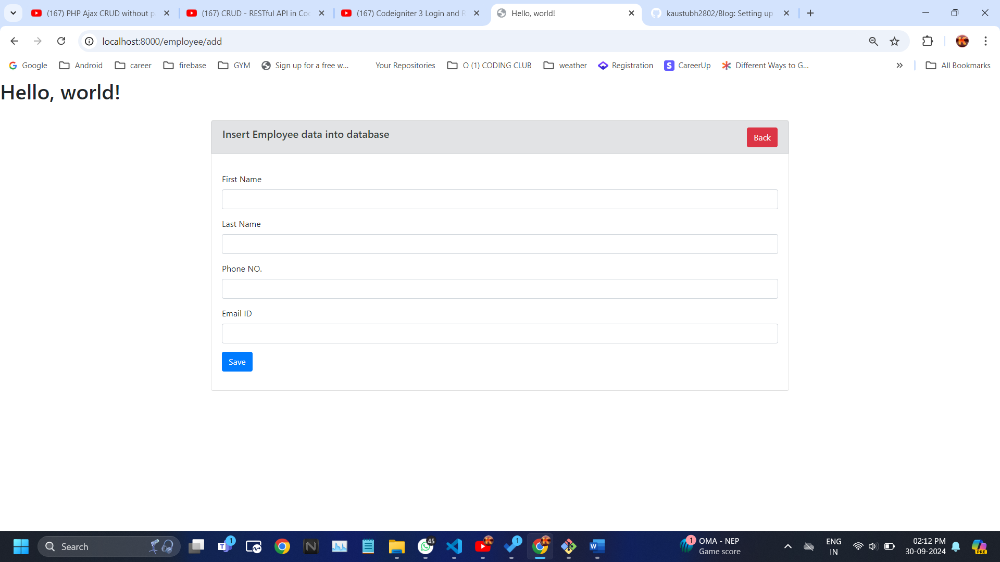 (167) PHP Ajax CRUD without p
(167) CRUD - RESTful API in Co
(167) Codeigniter 3 Login and R
Hello, world!
kaustubh2802/Blog: Setting up
localhost:8000/employee/add
Google
Android
career
firebase
GYM
Sign up for a free w...
Your Repositories
O (1) CODING CLUB
weather
Registration
CareerUp
Different Ways to G...
All Bookmarks
Hello, world!
Insert Employee data into database
Back
First Name
Last Name
Phone NO.
Email ID
Save
Search
1
45
1
1
OMA - NEP
Game score
ENG
IN
02:12 PM
30-09-2024
PRE